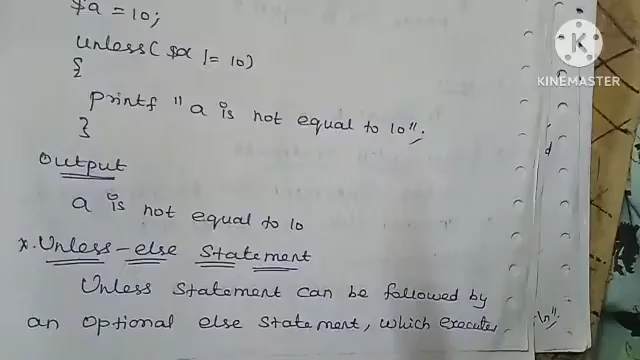 $a = 10;
unless($a != 10)
{
printf "a is not equal to 10";
}
Output
a is not equal to 10
*. Unless-else Statement
Unless Statement can be followed by
an optional else statement, which executes
\n";
KINEMASTER